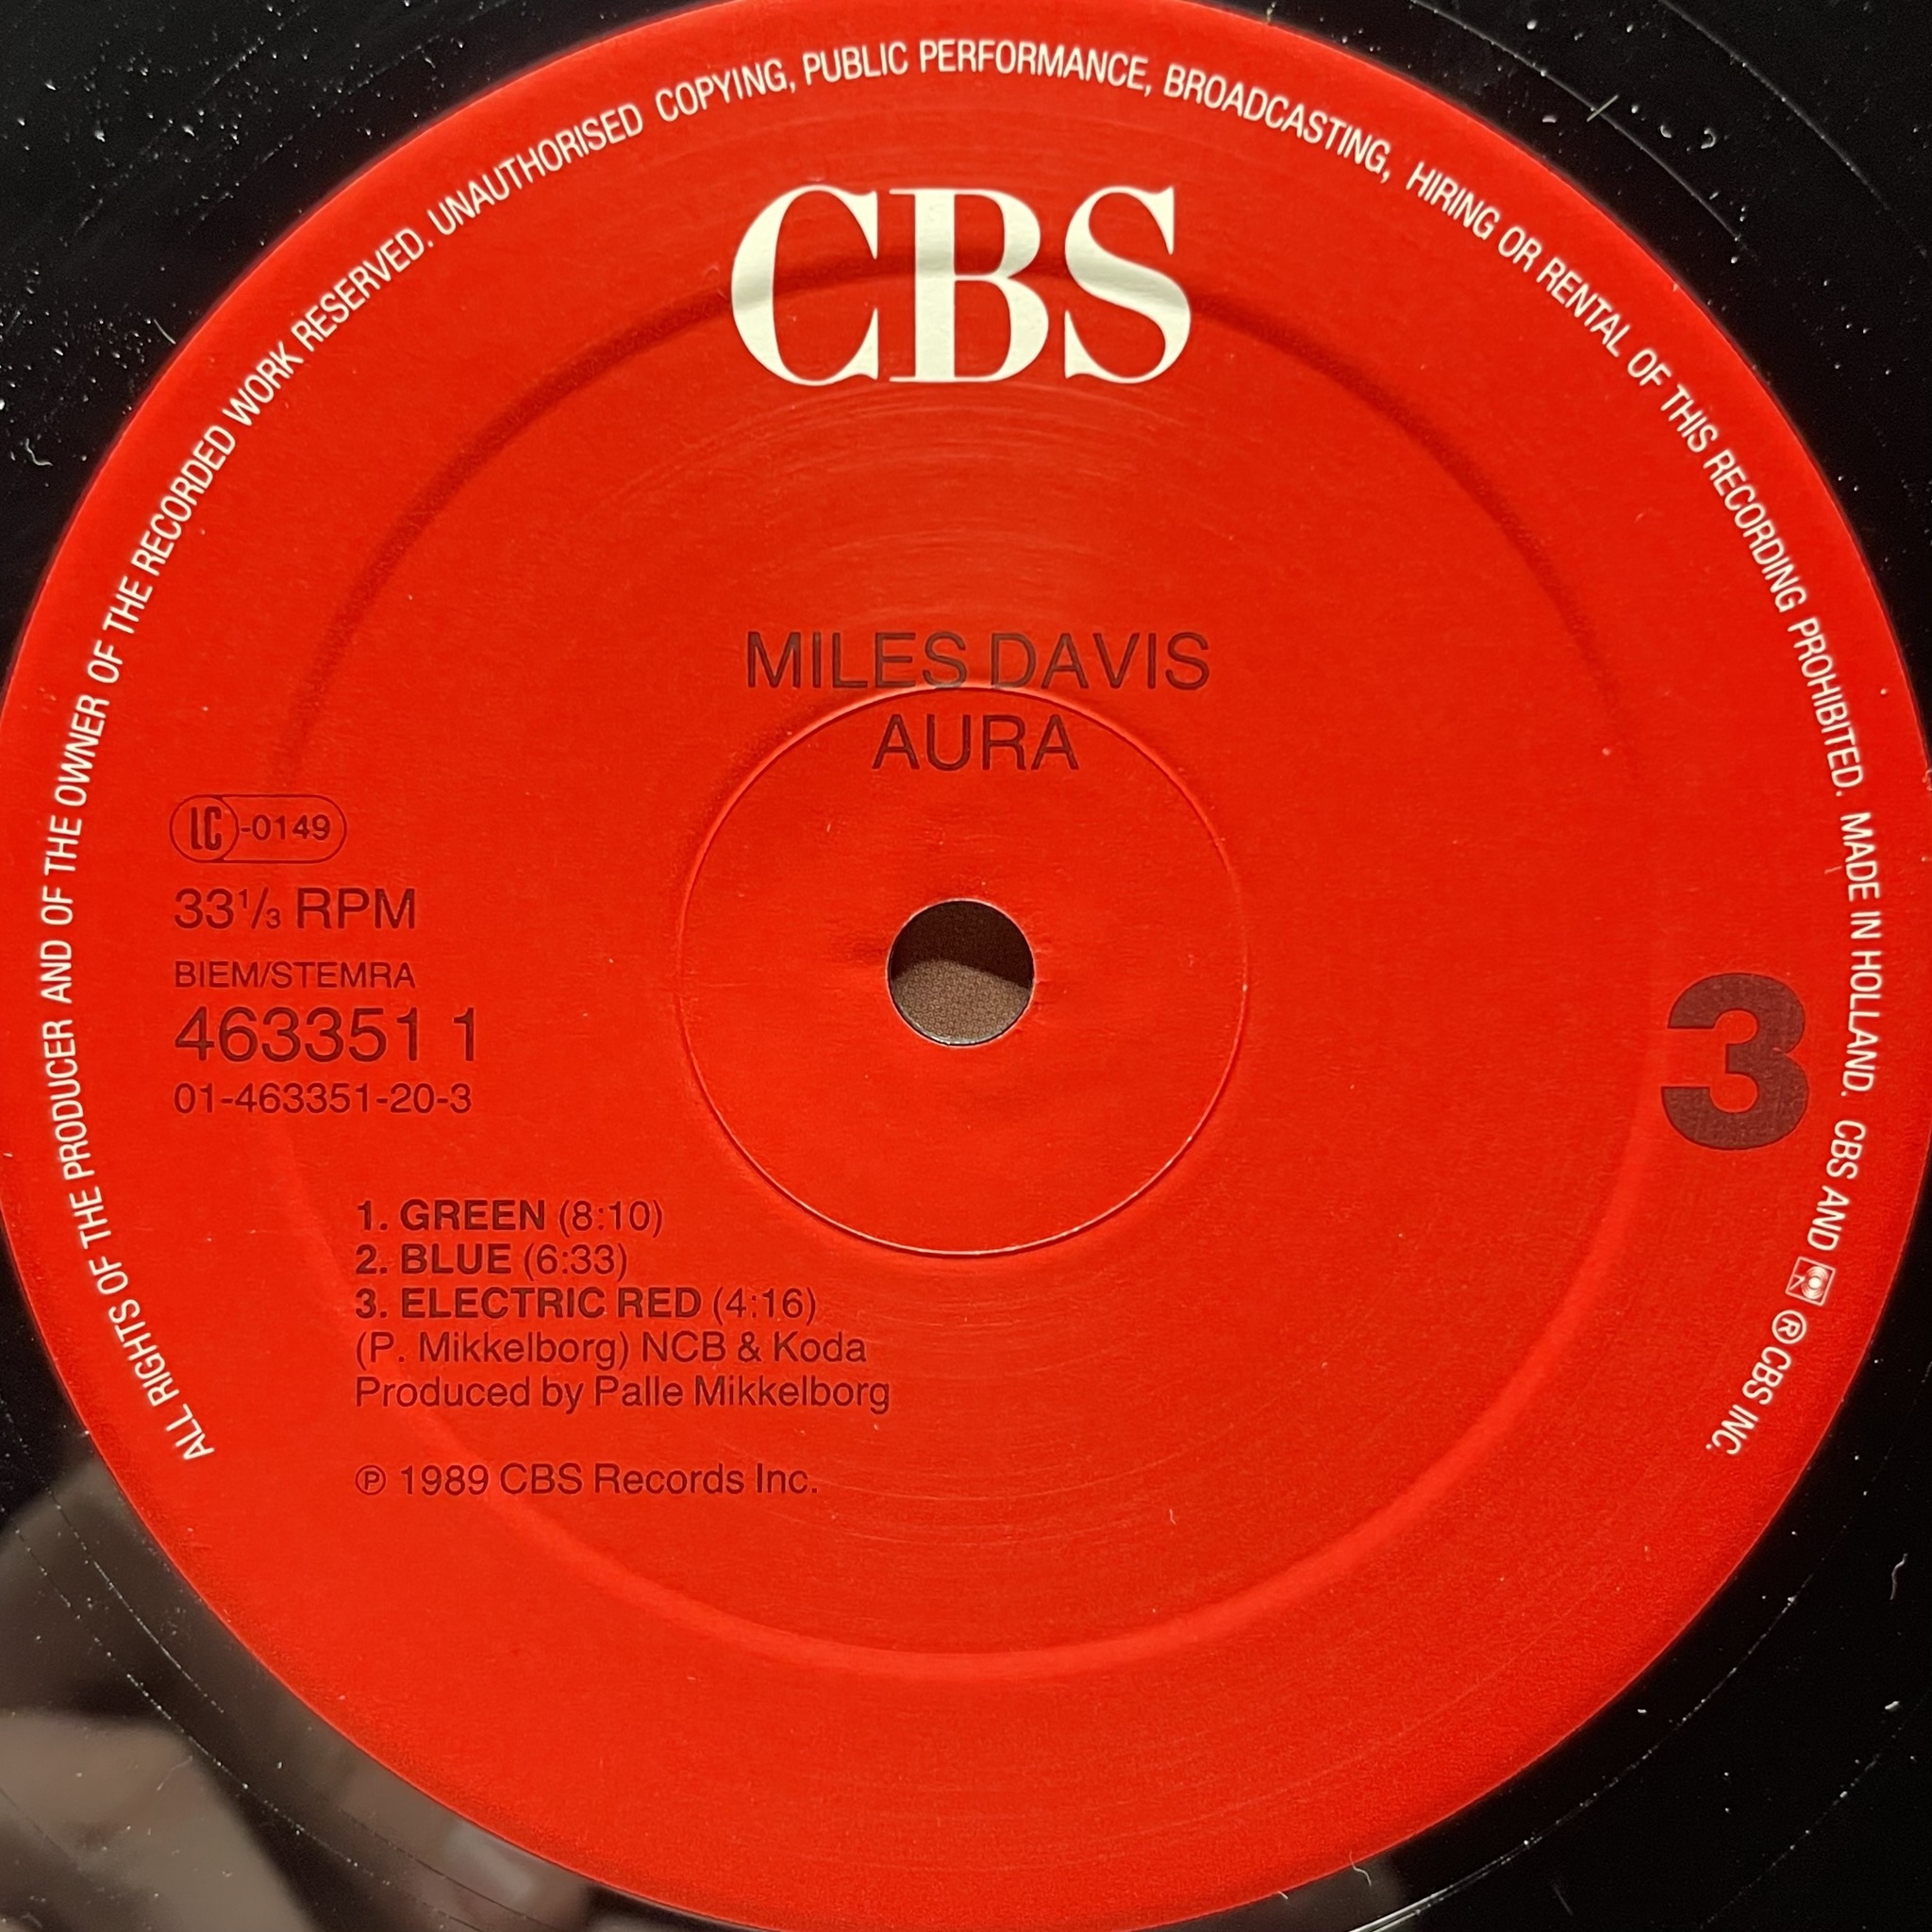 ALL RIGHTS OF THE PRODUCER AND OF THE OWNER OF THE RECORDED WORK RESERVED. UNAUTHORISED COPYING, PUBLIC PERFORMANCE, BROADCASTING, HIRING OR RENTAL OF THIS RECORDING PROHIBITED. MADE IN HOLLAND. CBS AND ® CBS INC.
CBS
MILES DAVIS
AURA
LC-0149
33⅓ RPM
BIEM/STEMRA
463351 1
01-463351-20-3
3
1. GREEN (8:10)
2. BLUE (6:33)
3. ELECTRIC RED (4:16)
(P. Mikkelborg) NCB & Koda
Produced by Palle Mikkelborg
℗ 1989 CBS Records Inc.